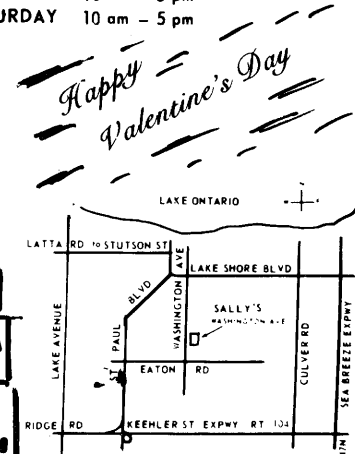 URDAY 10 am – 5 pm
Happy
Valentine's Day
LAKE ONTARIO
LATTA RD to STUTSON ST
LAKE SHORE BLVD
WASHINGTON AVE
BLVD
SALLY'S
WASHINGTON AVE
LAKE AVENUE
ST PAUL
CULVER RD
SEA BREEZE EXPWY
EATON RD
RIDGE RD
KEEHLER ST EXPWY RT 104